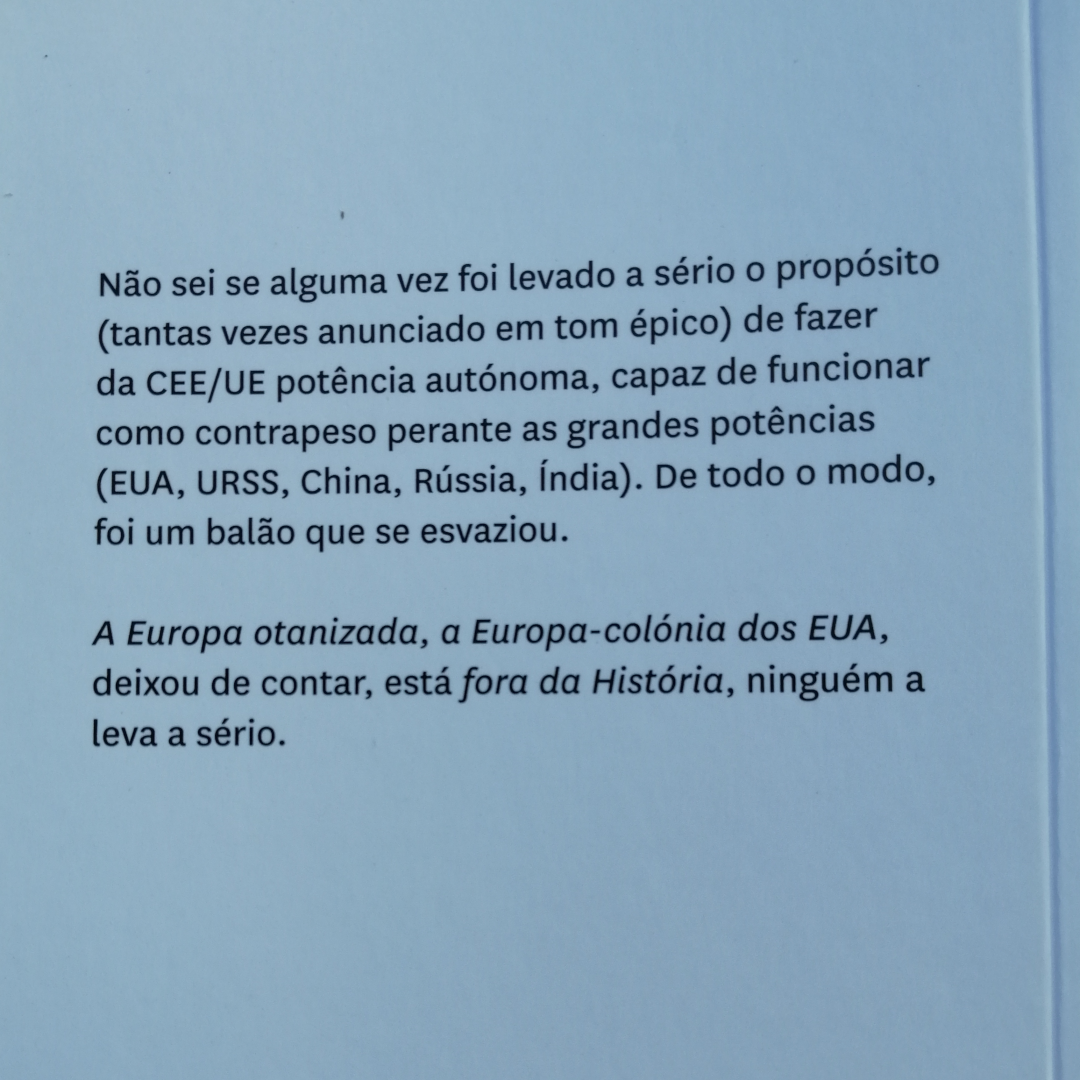 Não sei se alguma vez foi levado a sério o propósito
(tantas vezes anunciado em tom épico) de fazer
da CEE/UE potência autónoma, capaz de funcionar
como contrapeso perante as grandes potências
(EUA, URSS, China, Rússia, Índia). De todo o modo,
foi um balão que se esvaziou.
A Europa otanizada, a Europa-colónia dos EUA,
deixou de contar, está fora da História, ninguém a
leva a sério.